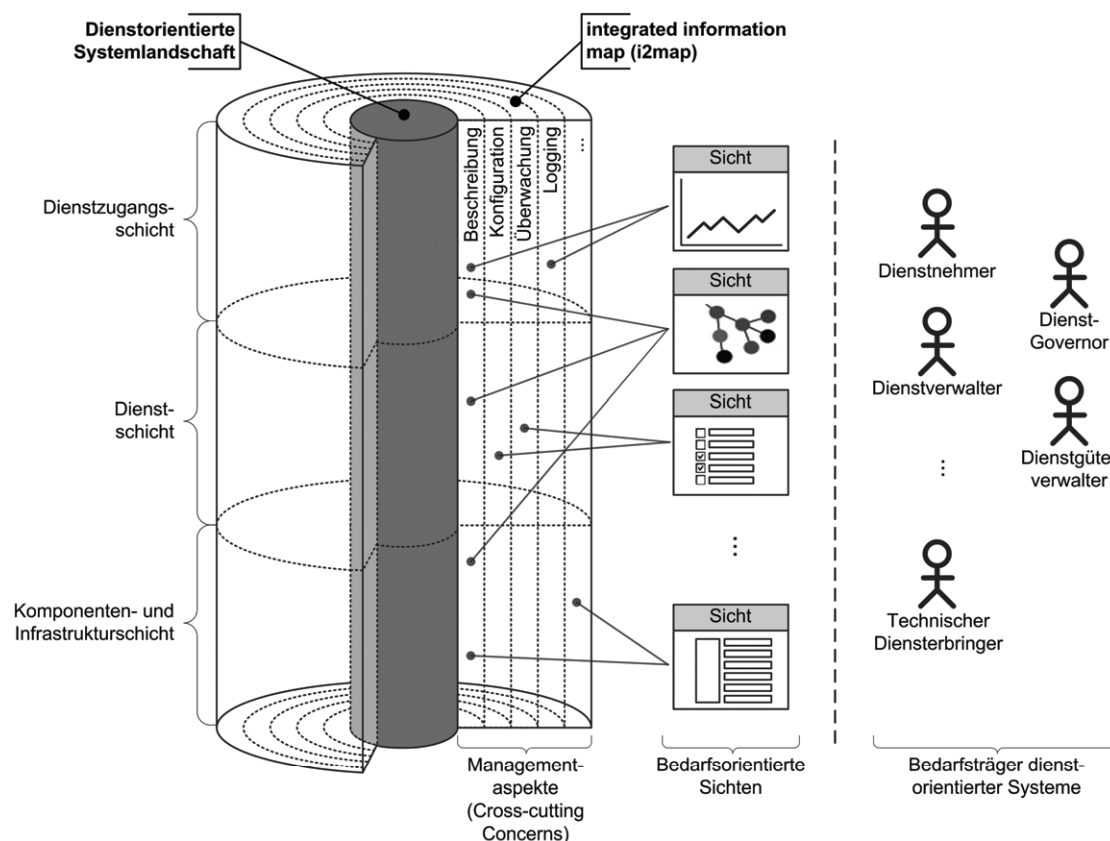 Dienstorientierte
Systemlandschaft
integrated information
map (i2map)
Dienstzugangs-
schicht
Dienst-
schicht
Komponenten- und
Infrastrukturschicht
Beschreibung
Konfiguration
Überwachung
Logging
...
Sicht
Sicht
Sicht
...
Sicht
Dienstnehmer
Dienst-
Governor
Dienstverwalter
Dienstgüte
verwalter
...
Technischer
Diensterbringer
Management-
aspekte
(Cross-cutting
Concerns)
Bedarfsorientierte
Sichten
Bedarfsträger dienst-
orientierter Systeme